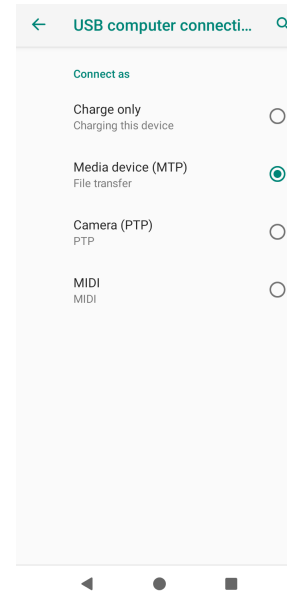 USB computer connecti...
Connect as
Charge only
Charging this device
Media device (MTP)
File transfer
Camera (PTP)
PTP
MIDI
MIDI